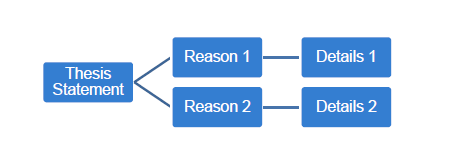 Thesis
Statement
Reason 1
Details 1
Reason 2
Details 2